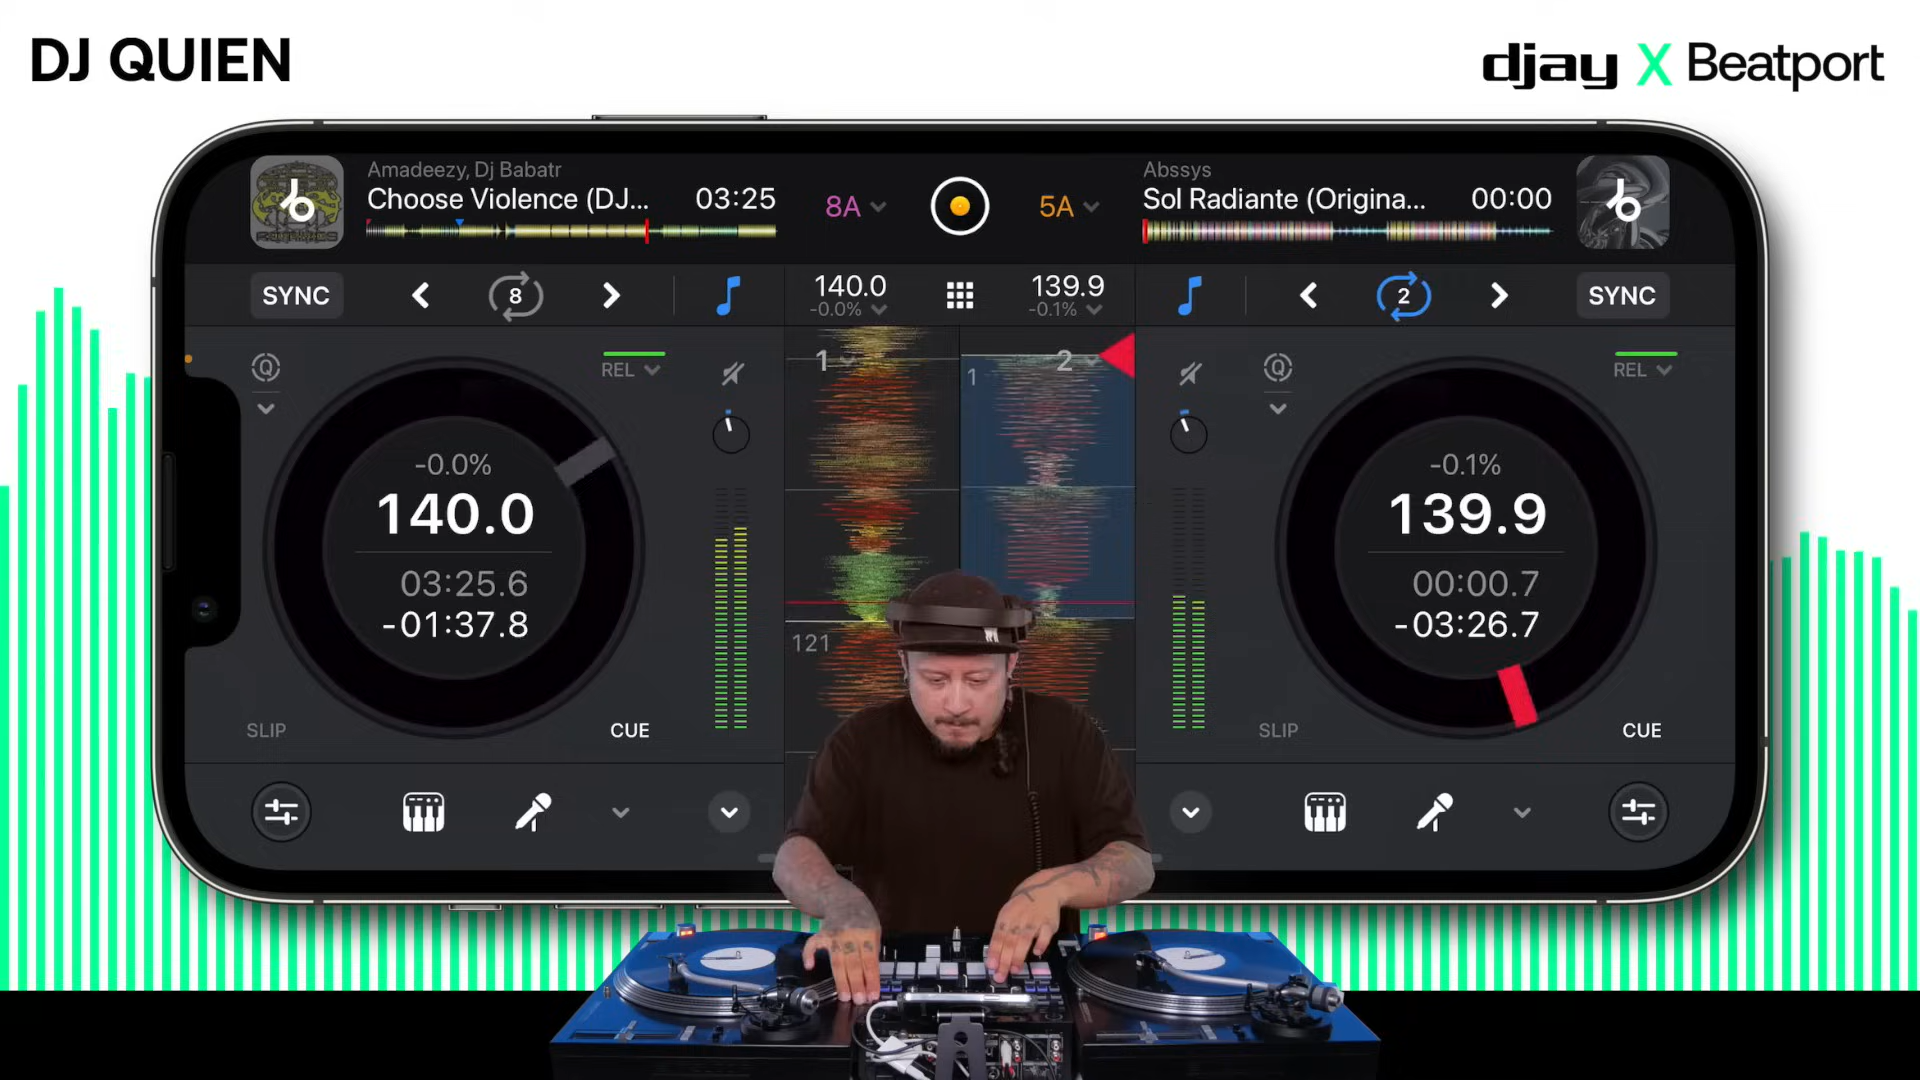 DJ QUIEN
djay X Beatport
Amadeezy, Dj Babatr
Choose Violence (DJ...
03:25
8A
5A
Abssys
Sol Radiante (Origina...
00:00
SYNC
8
140.0
-0.0%
139.9
-0.1%
2
SYNC
REL
1
1
2
REL
Q
Q
-0.0%
140.0
03:25.6
-01:37.8
-0.1%
139.9
00:00.7
-03:26.7
121
SLIP
CUE
SLIP
CUE